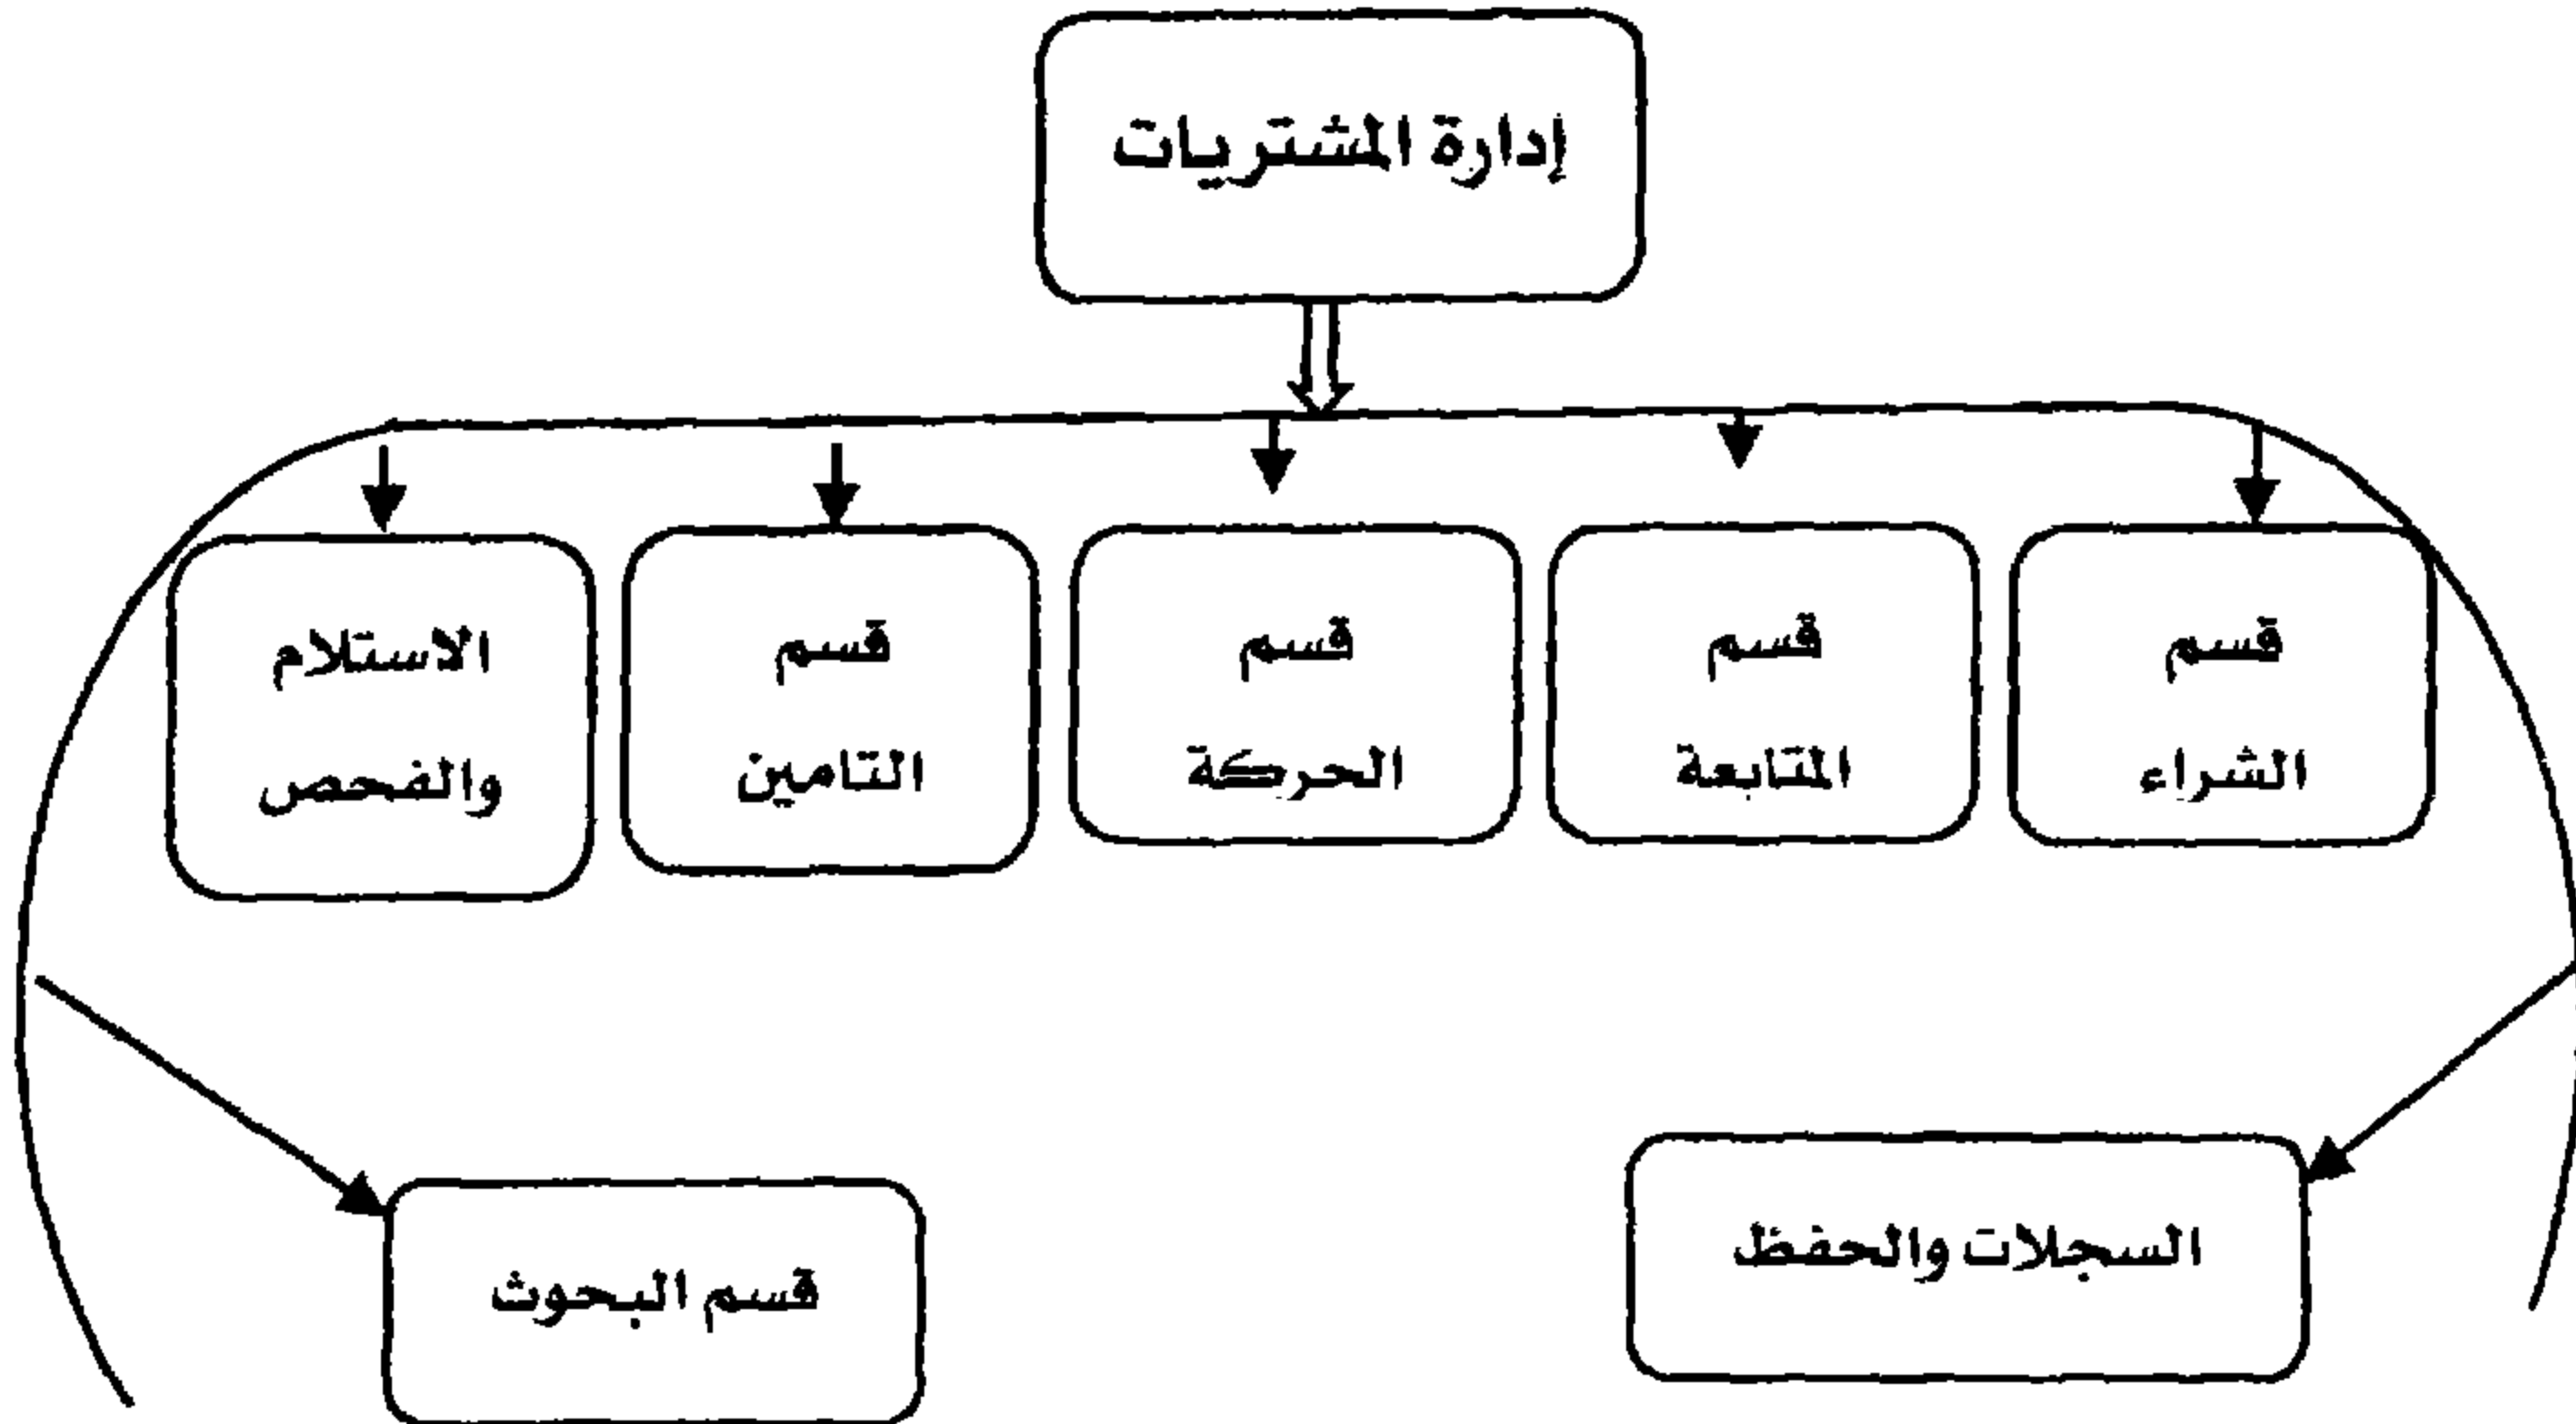 إدارة المشتريات
قسم
الشراء
قسم
المتابعة
قسم
الحركة
قسم
التامين
الاستلام
والفحص
السجلات والحفظ
قسم البحوث